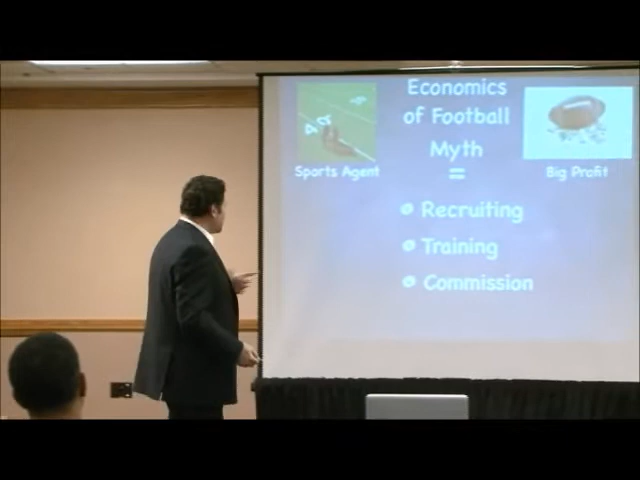 Economics
of Football
Myth
=
Sports Agent
Big Profit
Recruiting
Training
Commission